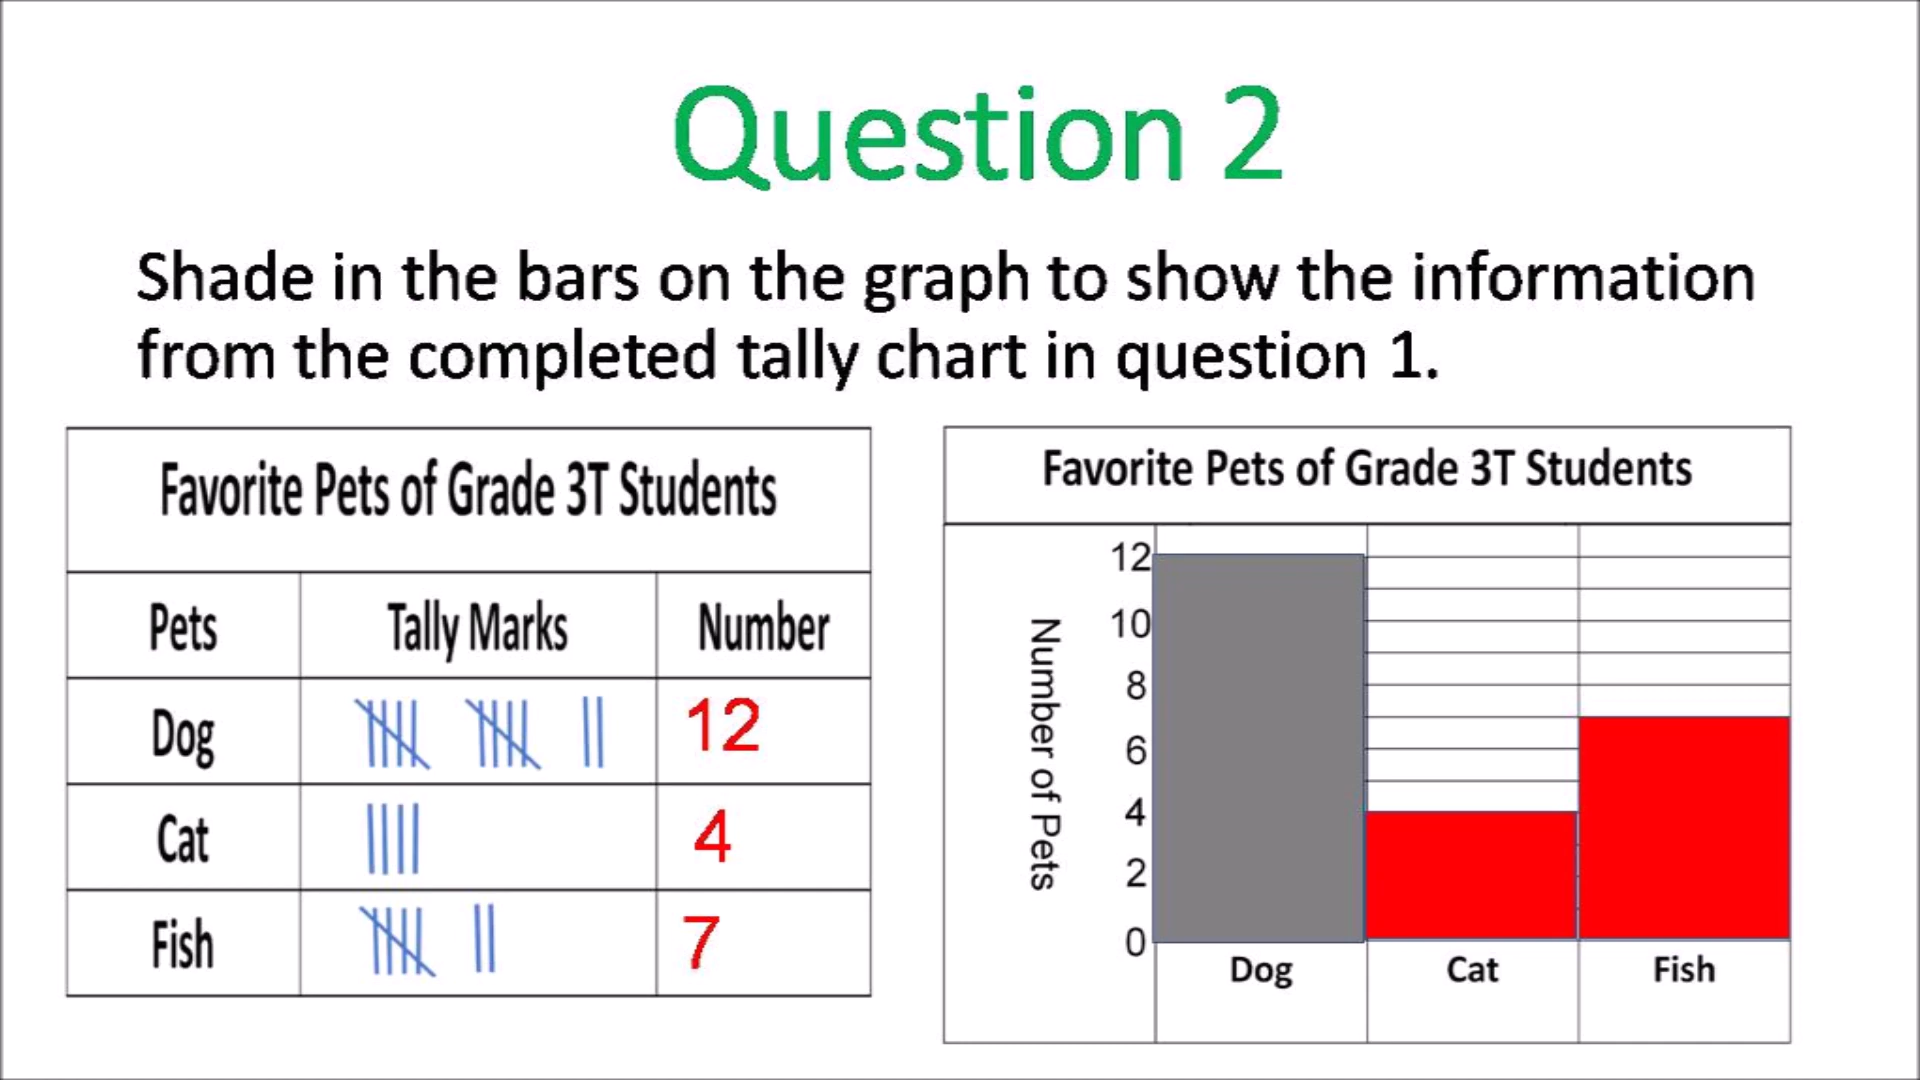 Question 2
Shade in the bars on the graph to show the information
from the completed tally chart in question 1.
Favorite Pets of Grade 3T Students
Pets Tally Marks Number
Dog 12
Cat 4
Fish 7
Favorite Pets of Grade 3T Students
Number of Pets
12
10
8
6
4
2
0
Dog Cat Fish